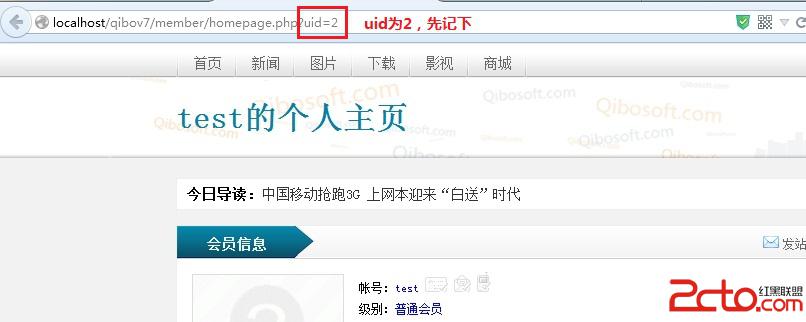 localhost/qibov7/member/homepage.php?uid=2 uid为2，先记下
首页 新闻 图片 下载 影视 商城
Qibosoft.com
Qibosoft.com
Qibosoft.com
Qibosoft.com
test的个人主页
今日导读：中国移动抢跑3G 上网本迎来“白送”时代
会员信息 发站
帐号：test
级别：普通会员
2cto.com 红黑联盟